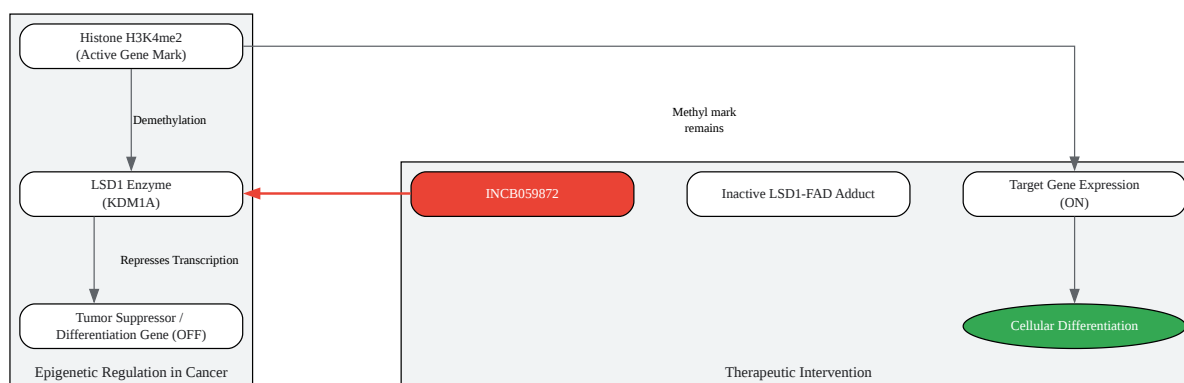 Histone H3K4me2
(Active Gene Mark)
Methyl mark
remains
Demethylation
LSD1 Enzyme
(KDM1A)
INCB059872
Inactive LSD1-FAD Adduct
Target Gene Expression
(ON)
Represses Transcription
Tumor Suppressor /
Differentiation Gene (OFF)
Cellular Differentiation
Epigenetic Regulation in Cancer
Therapeutic Intervention